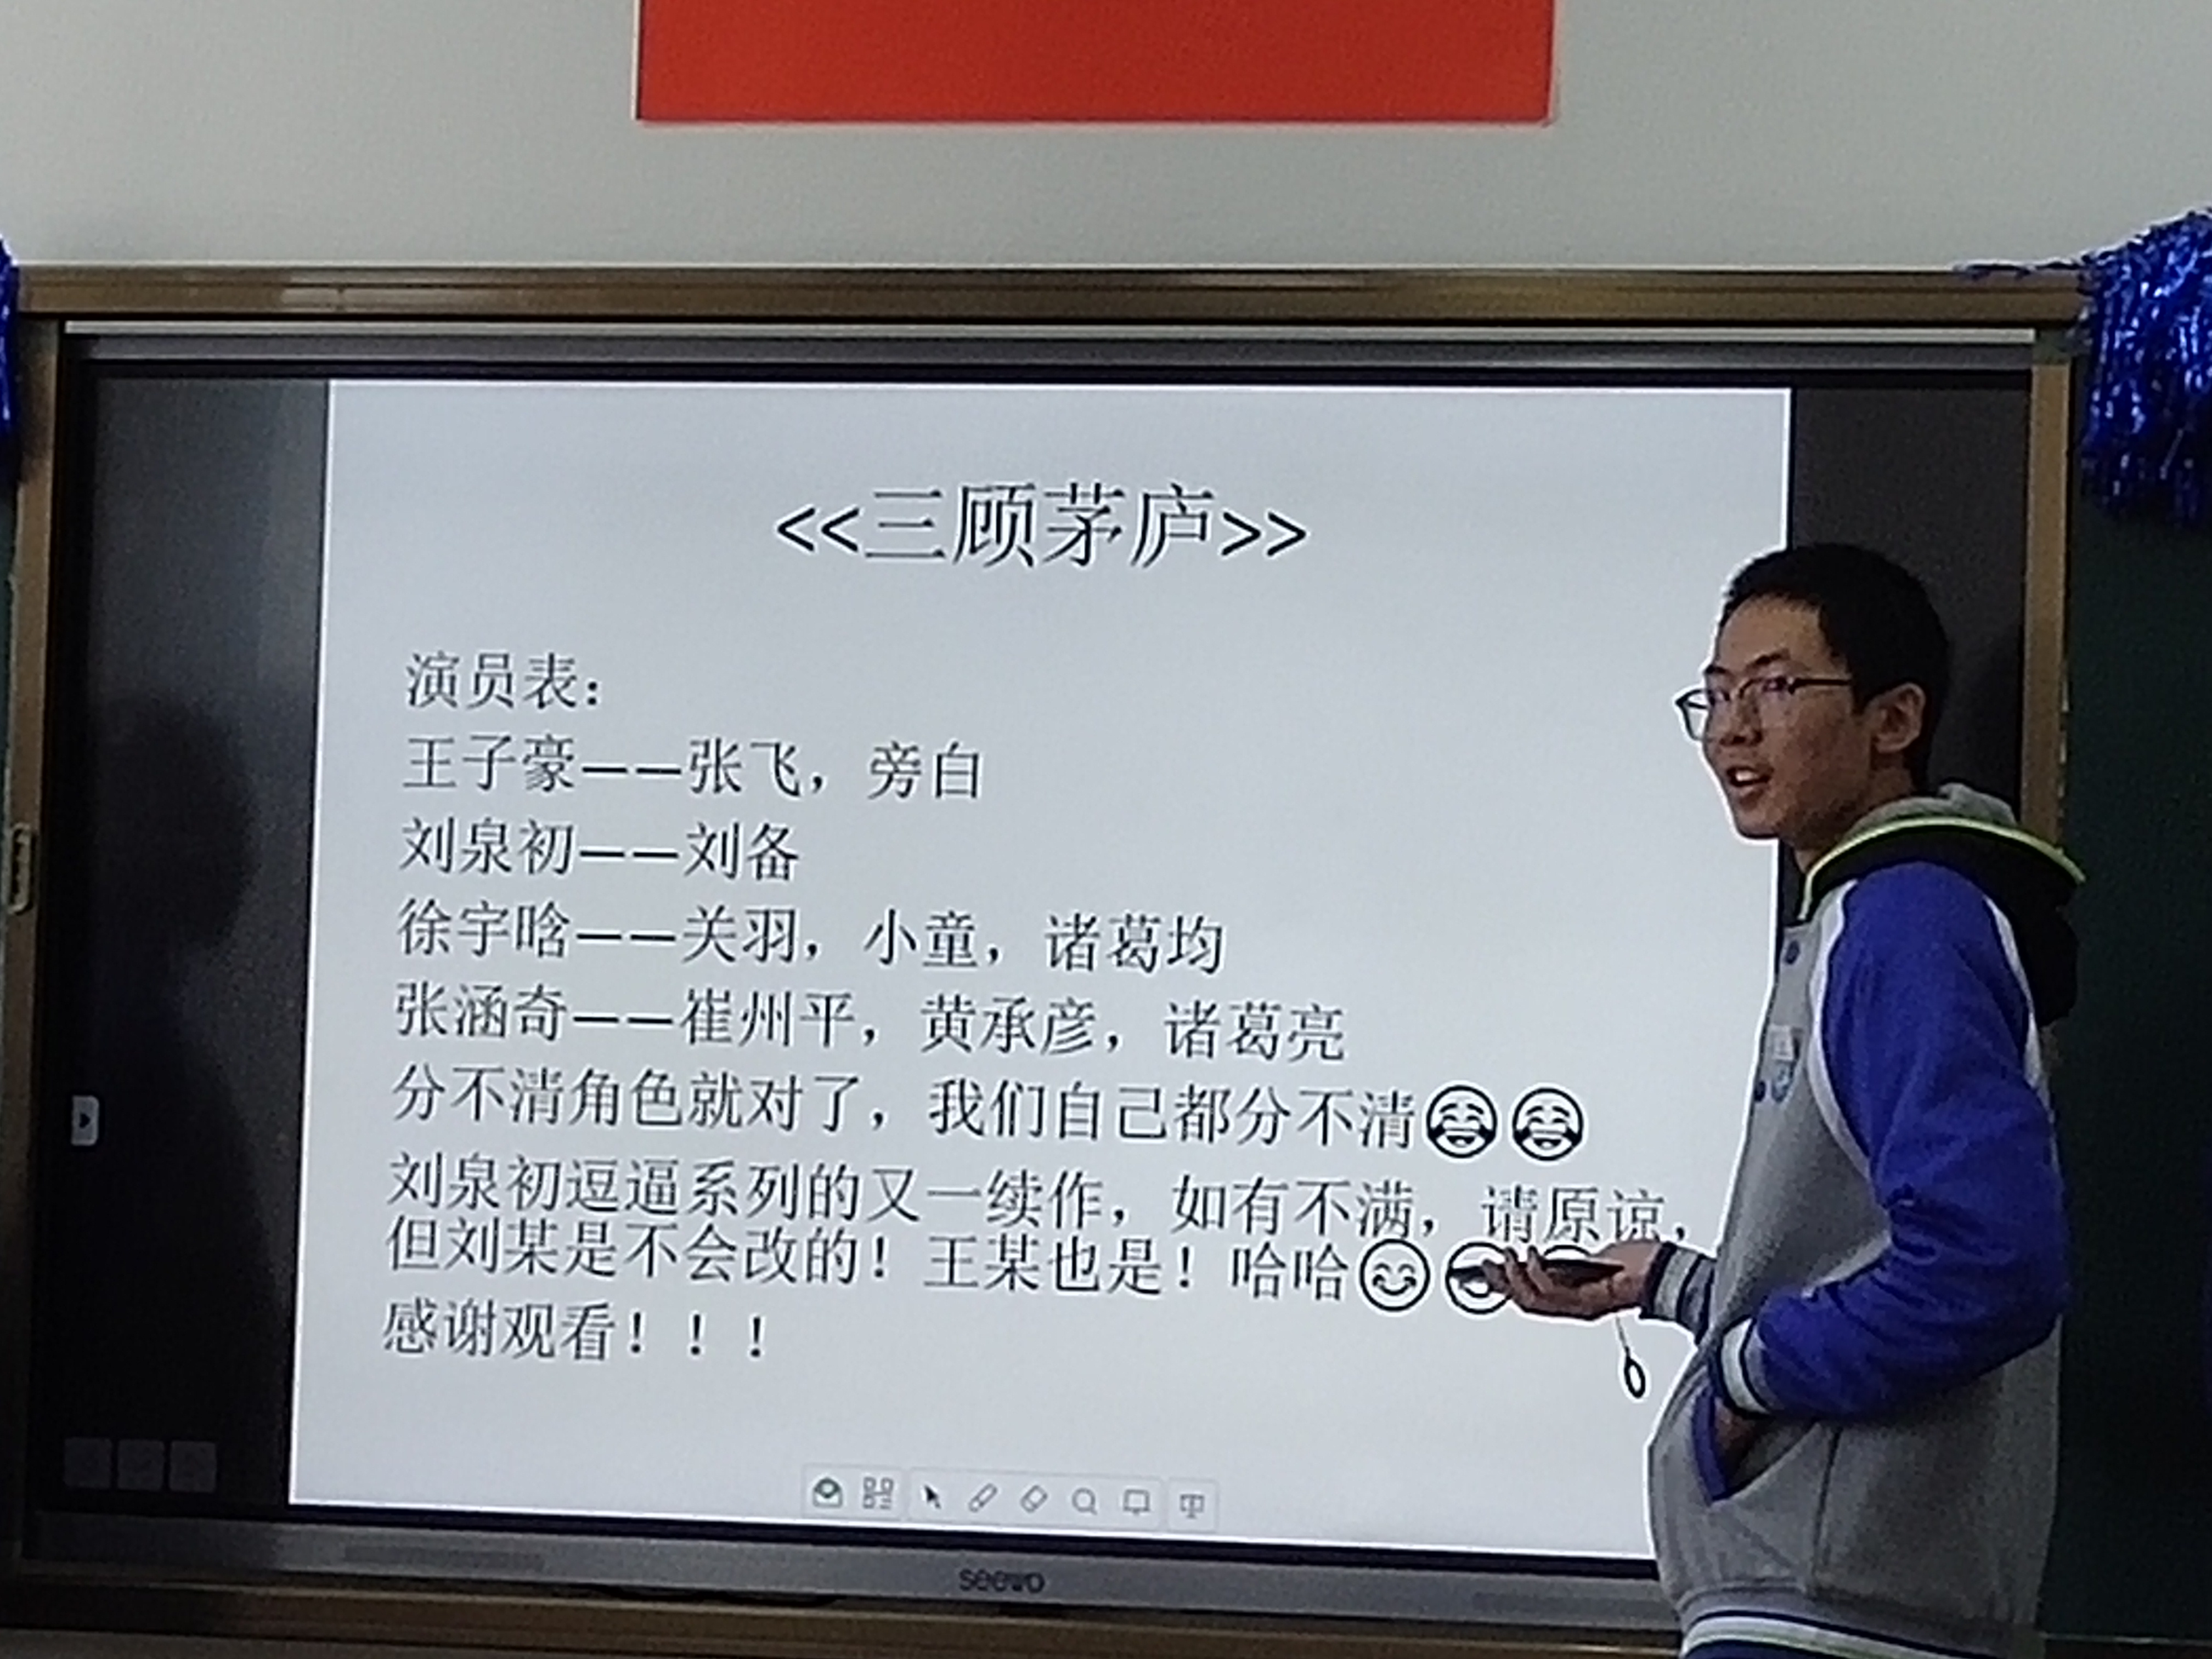 <<三顾茅庐>>
演员表:
王子豪——张飞，旁白
刘泉初——刘备
徐宇晗——关羽，小童，诸葛均
张涵奇——崔州平，黄承彦，诸葛亮
分不清角色就对了，我们自己都分不清😂😂
刘泉初逗逼系列的又一续作，如有不满，请原谅，
但刘某是不会改的！王某也是！哈哈😊
感谢观看！！！
seewo